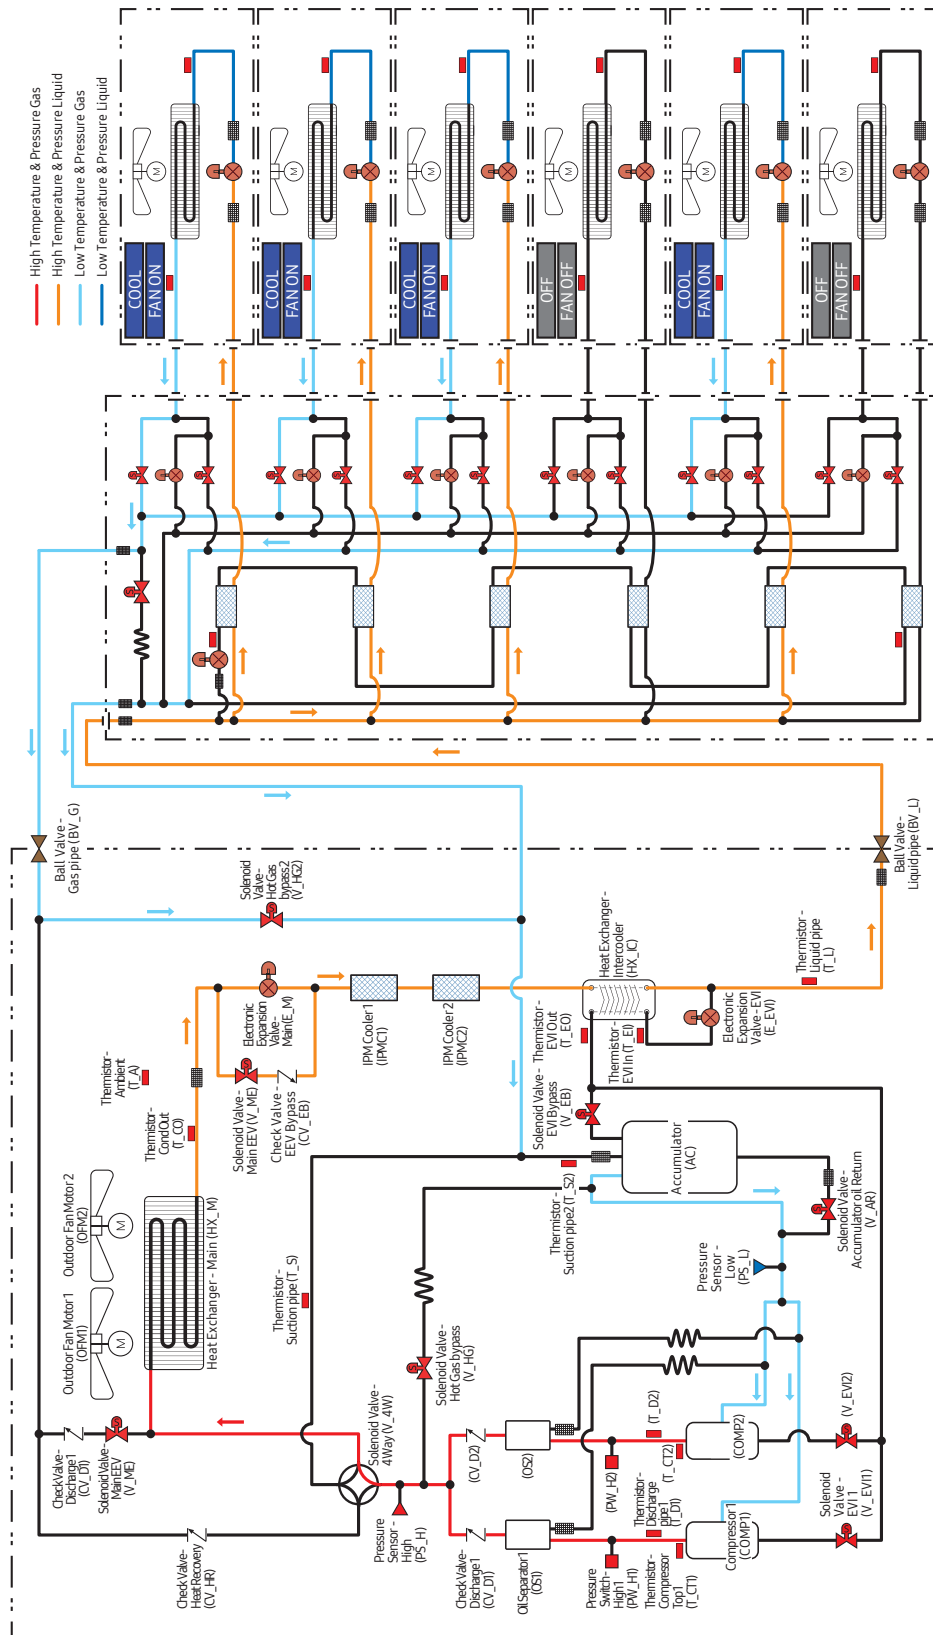 High Temperature & Pressure Gas
High Temperature & Pressure Liquid
Low Temperature & Pressure Gas
Low Temperature & Pressure Liquid
M
COOL
FAN ON
M
COOL
FAN ON
M
COOL
FAN ON
M
OFF
FAN OFF
M
COOL
FAN ON
M
OFF
FAN OFF
Ball Valve -
Gas pipe (BV_G)
Ball Valve -
Liquid pipe (BV_L)
Solenoid
Valve-
Hot Gas
bypass2
(V_HG2)
Electronic
Expansion
Valve-
Main(E_M)
Solenoid Valve-
Main EEV (V_ME)
Check Valve-
EEV Bypass
(CV_EB)
IPM Cooler1
(IPMC1)
IPM Cooler 2
(IPMC2)
Heat Exchanger -
Intercooler
(HX_IC)
Thermistor-
EVI Out
(T_EO)
Thermistor-
EVI In (T_EI)
Electronic
Expansion
Valve - EVI
(E_EVI)
Thermistor -
Liquid pipe
(T_L)
Thermistor-
Ambient
(T_A)
Thermistor-
Cond Out
(T_CO)
Outdoor Fan Motor 2
(OFM2)
M
Outdoor Fan Motor1
(OFM1)
M
Heat Exchanger - Main (HX_M)
Thermistor-
Suction pipe (T_S)
Solenoid Valve-
EVI Bypass
(V_EB)
Thermistor -
Suction pipe2 (T_S2)
Accumulator
(AC)
Solenoid Valve-
Accumulator oil Return
(V_AR)
Pressure
Sensor -
Low
(PS_L)
Solenoid Valve-
Hot Gas bypass
(V_HG)
Solenoid Valve-
4Way (V_4W)
Check Valve-
Discharge1
(CV_D1)
Solenoid Valve-
Main EEV
(V_ME)
Check Valve-
Heat Recovery
(CV_HR)
Pressure
Sensor -
High
(PS_H)
(CV_D2)
(OS2)
(PW_H2)
(T_D2)
(T_CT2)
(COMP2)
(V_EVI2)
Check Valve-
Discharge1
(CV_D1)
Oil Separator1
(OS1)
Pressure
Switch-
High1
(PW_H1)
Thermistor-
Discharge
pipe1
(T_D1)
Thermistor-
Compressor
Top1
(T_CT1)
Compressor 1
(COMP1)
Solenoid
Valve -
EVI 1
(V_EVI1)